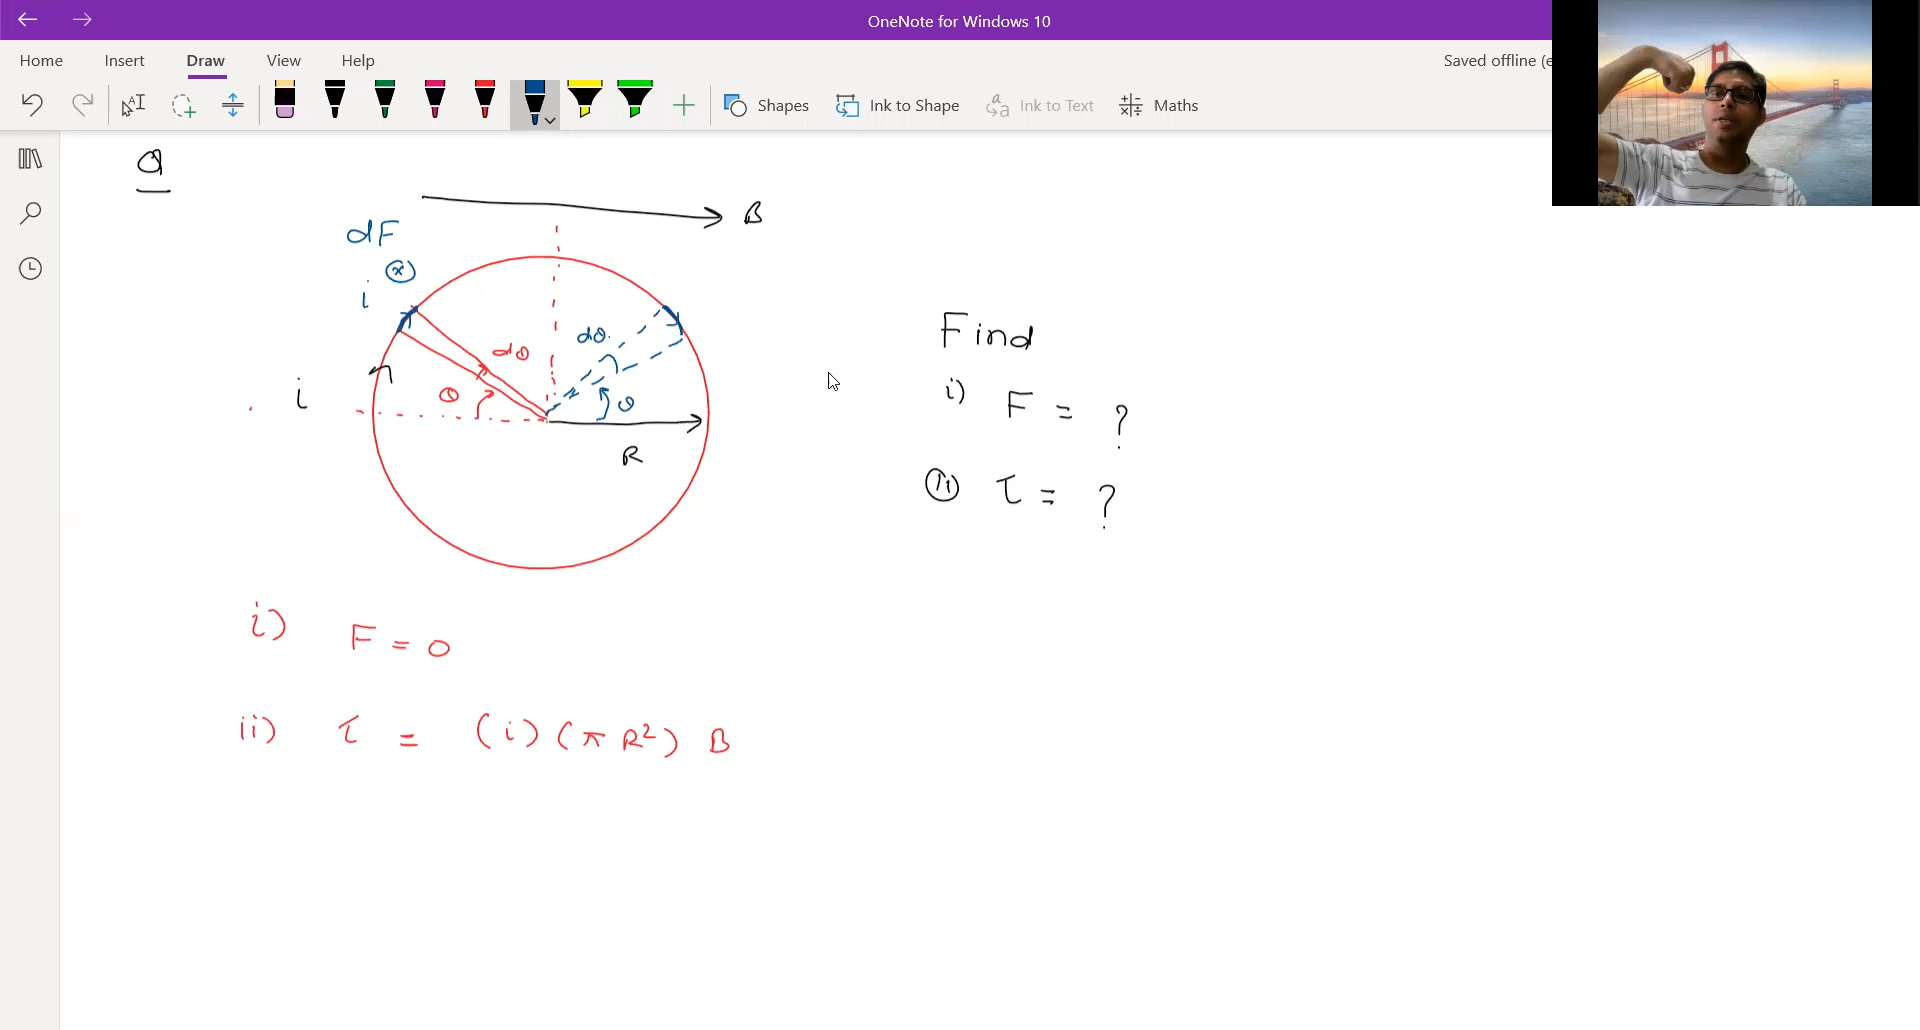 OneNote for Windows 10
Home Insert Draw View Help
Saved offline (e
Shapes Ink to Shape Ink to Text Maths
Q
B
dF
i
dθ
dθ
θ
θ
i
R
Find
i) F = ?
ii) τ = ?
i) F = 0
ii) τ = (i) (π R²) B